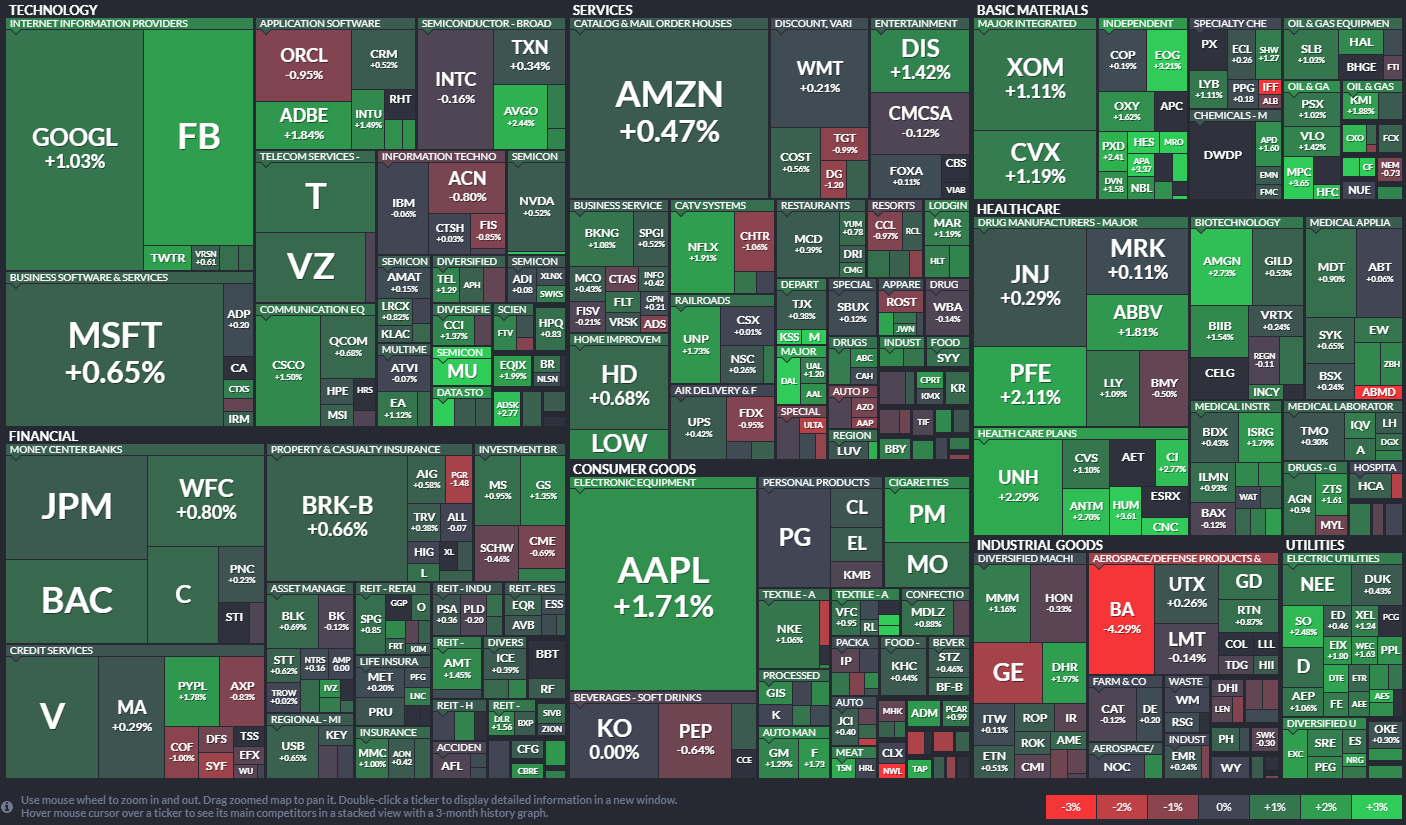 TECHNOLOGY
INTERNET INFORMATION PROVIDERS
GOOGL
+1.03%
FB
TWTR
VRSN
+0.61
APPLICATION SOFTWARE
ORCL
-0.95%
CRM
+0.52%
ADBE
+1.84%
INTU
+1.49%
RHT
SEMICONDUCTOR - BROAD
INTC
-0.16%
TXN
+0.34%
AVGO
+2.44%
TELECOM SERVICES -
T
VZ
INFORMATION TECHNO
IBM
-0.06%
ACN
-0.80%
CTSH
+0.03%
FIS
-0.85%
SEMICON
NVDA
+0.52%
BUSINESS SOFTWARE & SERVICES
MSFT
+0.65%
ADP
+0.20
CA
CTXS
IRM
COMMUNICATION EQ
CSCO
+1.50%
QCOM
+0.68%
HPE
HRS
MSI
SEMICON
AMAT
+0.15%
LRCX
+0.82%
KLAC
DIVERSIFIED
TEL
+1.29
APH
SEMICON
ADI
+0.08
XLNX
SWKS
MULTIME
ATVI
-0.07%
EA
+1.12%
DIVERSIFIE
CCI
+1.37%
SCIEN
FTV
HPQ
+0.83
SEMICON
MU
EQIX
+1.99%
BR
NLSN
DATA STO
ADSK
+2.77
SERVICES
CATALOG & MAIL ORDER HOUSES
AMZN
+0.47%
DISCOUNT, VARI
WMT
+0.21%
COST
+0.56%
TGT
-0.99%
DG
-1.20
ENTERTAINMENT
DIS
+1.42%
CMCSA
-0.12%
FOXA
+0.11%
CBS
VIAB
BUSINESS SERVICE
BKNG
+1.08%
SPGI
+0.52%
MCO
+0.43%
CTAS
INFO
+0.42
FLT
GPN
+0.21
FISV
-0.21%
VRSK
ADS
CATV SYSTEMS
NFLX
+1.91%
CHTR
-1.06%
RESTAURANTS
MCD
+0.39%
YUM
+0.78
DRI
CMG
RESORTS
CCL
-0.97%
RCL
LODGIN
MAR
+1.19%
HLT
RAILROADS
UNP
+1.73%
CSX
+0.01%
NSC
+0.26%
DEPART
TJX
+0.38%
KSS
M
SPECIAL
SBUX
+0.12%
APPARE
ROST
JWN
DRUG
WBA
-0.14%
HOME IMPROVEM
HD
+0.68%
LOW
MAJOR
DAL
UAL
+1.20
AAL
DRUGS
ABC
CAH
INDUST
FOOD
SYY
AIR DELIVERY & F
UPS
+0.42%
FDX
-0.95%
SPECIAL
ULTA
AUTO P
AZO
AAP
CPRT
KMX
KR
REGION
LUV
TIF
BBY
BASIC MATERIALS
MAJOR INTEGRATED
XOM
+1.11%
CVX
+1.19%
INDEPENDENT
COP
+0.19%
EOG
+3.21%
OXY
+1.62%
APC
PXD
+2.41
HES
MRO
APA
+3.37
DVN
+1.58
NBL
SPECIALTY CHE
PX
ECL
+0.26
SHW
+1.27
LYB
+1.11%
PPG
+0.18
IFF
ALB
CHEMICALS - M
DWDP
APD
+1.60
EMN
FMC
OIL & GAS EQUIPMEN
SLB
+1.03%
HAL
BHGE
FTI
OIL & GA
PSX
+1.02%
VLO
+1.42%
MPC
+3.65
HFC
OIL & GAS
KMI
+1.88%
CXO
FCX
CF
NEM
-0.73
NUE
HEALTHCARE
DRUG MANUFACTURERS - MAJOR
JNJ
+0.29%
MRK
+0.11%
ABBV
+1.81%
PFE
+2.11%
LLY
+1.09%
BMY
-0.50%
BIOTECHNOLOGY
AMGN
+2.73%
GILD
+0.53%
BIIB
+1.54%
VRTX
+0.24%
CELG
REGN
-0.11
INCY
MEDICAL APPLIA
MDT
+0.90%
ABT
+0.06%
SYK
+0.65%
EW
BSX
+0.24%
ZBH
ABMD
HEALTH CARE PLANS
UNH
+2.29%
CVS
+1.10%
AET
CI
+2.77%
ANTM
+2.70%
HUM
+3.61
ESRX
CNC
MEDICAL INSTR
BDX
+0.43%
ISRG
+1.79%
ILMN
+0.93%
WAT
BAX
-0.12%
MEDICAL LABORATOR
TMO
+0.30%
IQV
LH
A
DGX
DRUGS - G
AGN
+0.94
ZTS
+1.61
MYL
HOSPITA
HCA
FINANCIAL
MONEY CENTER BANKS
JPM
WFC
+0.80%
BAC
C
PNC
+0.23%
STI
PROPERTY & CASUALTY INSURANCE
BRK-B
+0.66%
AIG
+0.58%
PGR
-1.48
TRV
+0.38%
ALL
-0.07
HIG
XL
L
INVESTMENT BR
MS
+0.95%
GS
+1.35%
SCHW
-0.46%
CME
-0.69%
CREDIT SERVICES
V
MA
+0.29%
PYPL
+1.78%
AXP
-0.83%
COF
-1.00%
DFS
SYF
TSS
EFX
WU
ASSET MANAGE
BLK
+0.69%
BK
-0.12%
STT
+0.62%
NTRS
+0.16
AMP
0.00
TROW
+0.02%
IVZ
REIT - RETAI
SPG
+0.85
GGP
O
FRT
KIM
REIT - INDU
PSA
+0.36
PLD
-0.20
REIT - RES
EQR
ESS
AVB
REIT -
AMT
+1.45%
DIVERS
ICE
+0.39%
BBT
RF
LIFE INSURA
MET
+0.20%
PFG
LNC
PRU
REGIONAL - MI
USB
+0.65%
KEY
INSURANCE
MMC
+1.00%
AON
+0.42
REIT - H
REIT -
DLR
+1.56
BXP
SIVB
ZION
ACCIDEN
AFL
CFG
CBRE
CONSUMER GOODS
ELECTRONIC EQUIPMENT
AAPL
+1.71%
PERSONAL PRODUCTS
PG
CL
EL
KMB
CIGARETTES
PM
MO
BEVERAGES - SOFT DRINKS
KO
0.00%
PEP
-0.64%
CCE
TEXTILE - A
NKE
+1.06%
TEXTILE - A
VFC
+0.95
RL
CONFECTIO
MDLZ
+0.88%
PACKA
IP
FOOD -
KHC
+0.44%
BEVER
STZ
+0.46%
BF-B
PROCESSED
GIS
K
AUTO
JCI
+0.40
MHK
ADM
PCAR
+0.99
AUTO MAN
GM
+1.29%
F
+1.73
MEAT
TSN
HRL
CLX
NWL
TAP
INDUSTRIAL GOODS
DIVERSIFIED MACHI
MMM
+1.16%
HON
-0.33%
GE
DHR
+1.97%
ITW
+0.11%
ROP
IR
ETN
+0.51%
ROK
AME
CMI
AEROSPACE/DEFENSE PRODUCTS &
BA
-4.29%
UTX
+0.26%
GD
LMT
-0.14%
RTN
+0.87%
COL
LLL
TDG
HII
FARM & CO
CAT
-0.12%
DE
+0.20
WASTE
WM
RSG
DHI
LEN
AEROSPACE/
NOC
INDUST
EMR
+0.24%
PH
SWK
-0.30
WY
UTILITIES
ELECTRIC UTILITIES
NEE
DUK
+0.43%
SO
+2.48%
ED
+0.46
XEL
+1.24
PCG
D
EIX
+1.80
WEC
+1.63
PPL
DTE
ETR
AEP
+1.06%
FE
AEE
AES
DIVERSIFIED U
EXC
SRE
ES
OKE
+0.30%
PEG
NRG
Use mouse wheel to zoom in and out. Drag zoomed map to pan it. Double-click a ticker to display detailed information in a new window.
Hover mouse cursor over a ticker to see its main competitors in a stacked view with a 3-month history graph.
-3%
-2%
-1%
0%
+1%
+2%
+3%